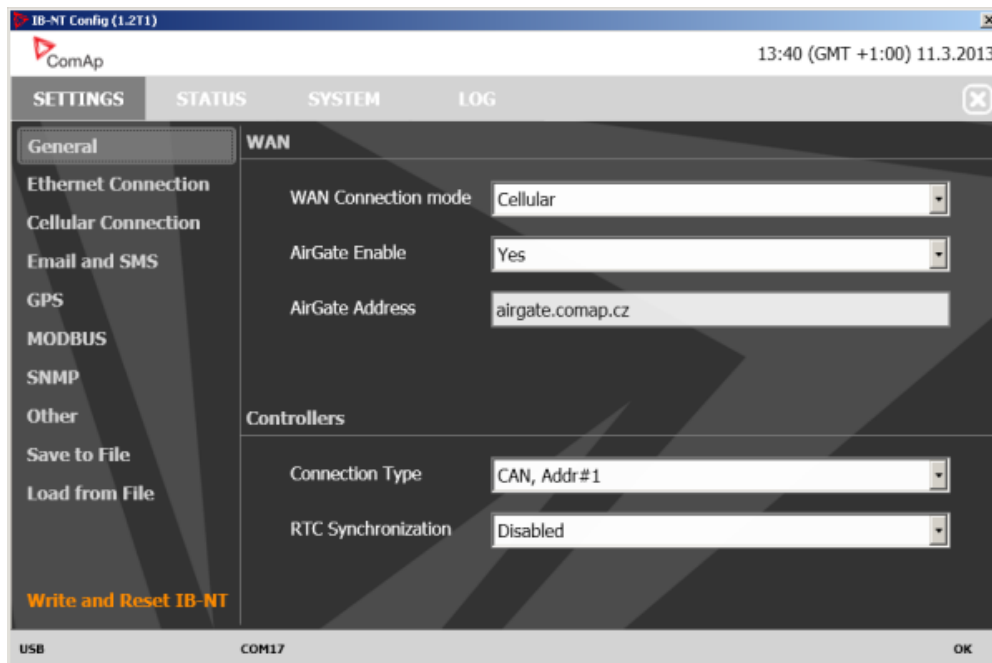 IB-NT Config (1.2T1)
ComAp
13:40 (GMT +1:00) 11.3.2013
SETTINGS STATUS SYSTEM LOG
General
Ethernet Connection
Cellular Connection
Email and SMS
GPS
MODBUS
SNMP
Other
Save to File
Load from File
Write and Reset IB-NT
WAN
WAN Connection mode Cellular
AirGate Enable Yes
AirGate Address airgate.comap.cz
Controllers
Connection Type CAN, Addr#1
RTC Synchronization Disabled
USB COM17 OK